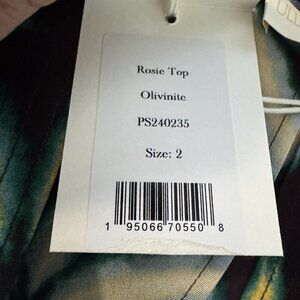 Rosie Top
Olivinite
PS240235
Size: 2
1 95066 70550 8